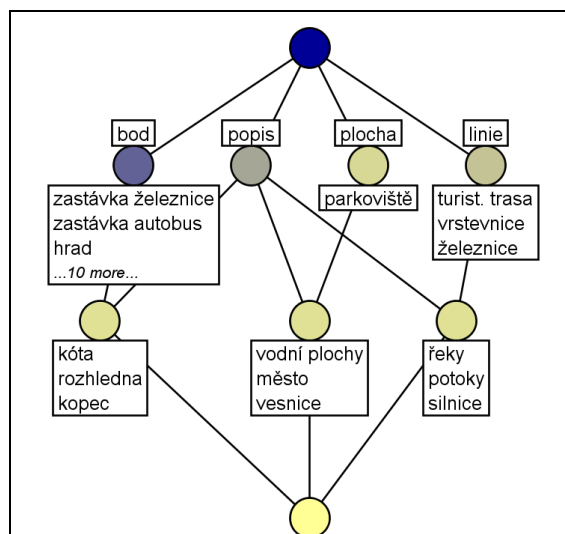 bod
popis
plocha
linie
zastávka železnice
zastávka autobus
hrad
...10 more...
parkoviště
turist. trasa
vrstevnice
železnice
kóta
rozhledna
kopec
vodní plochy
město
vesnice
řeky
potoky
silnice